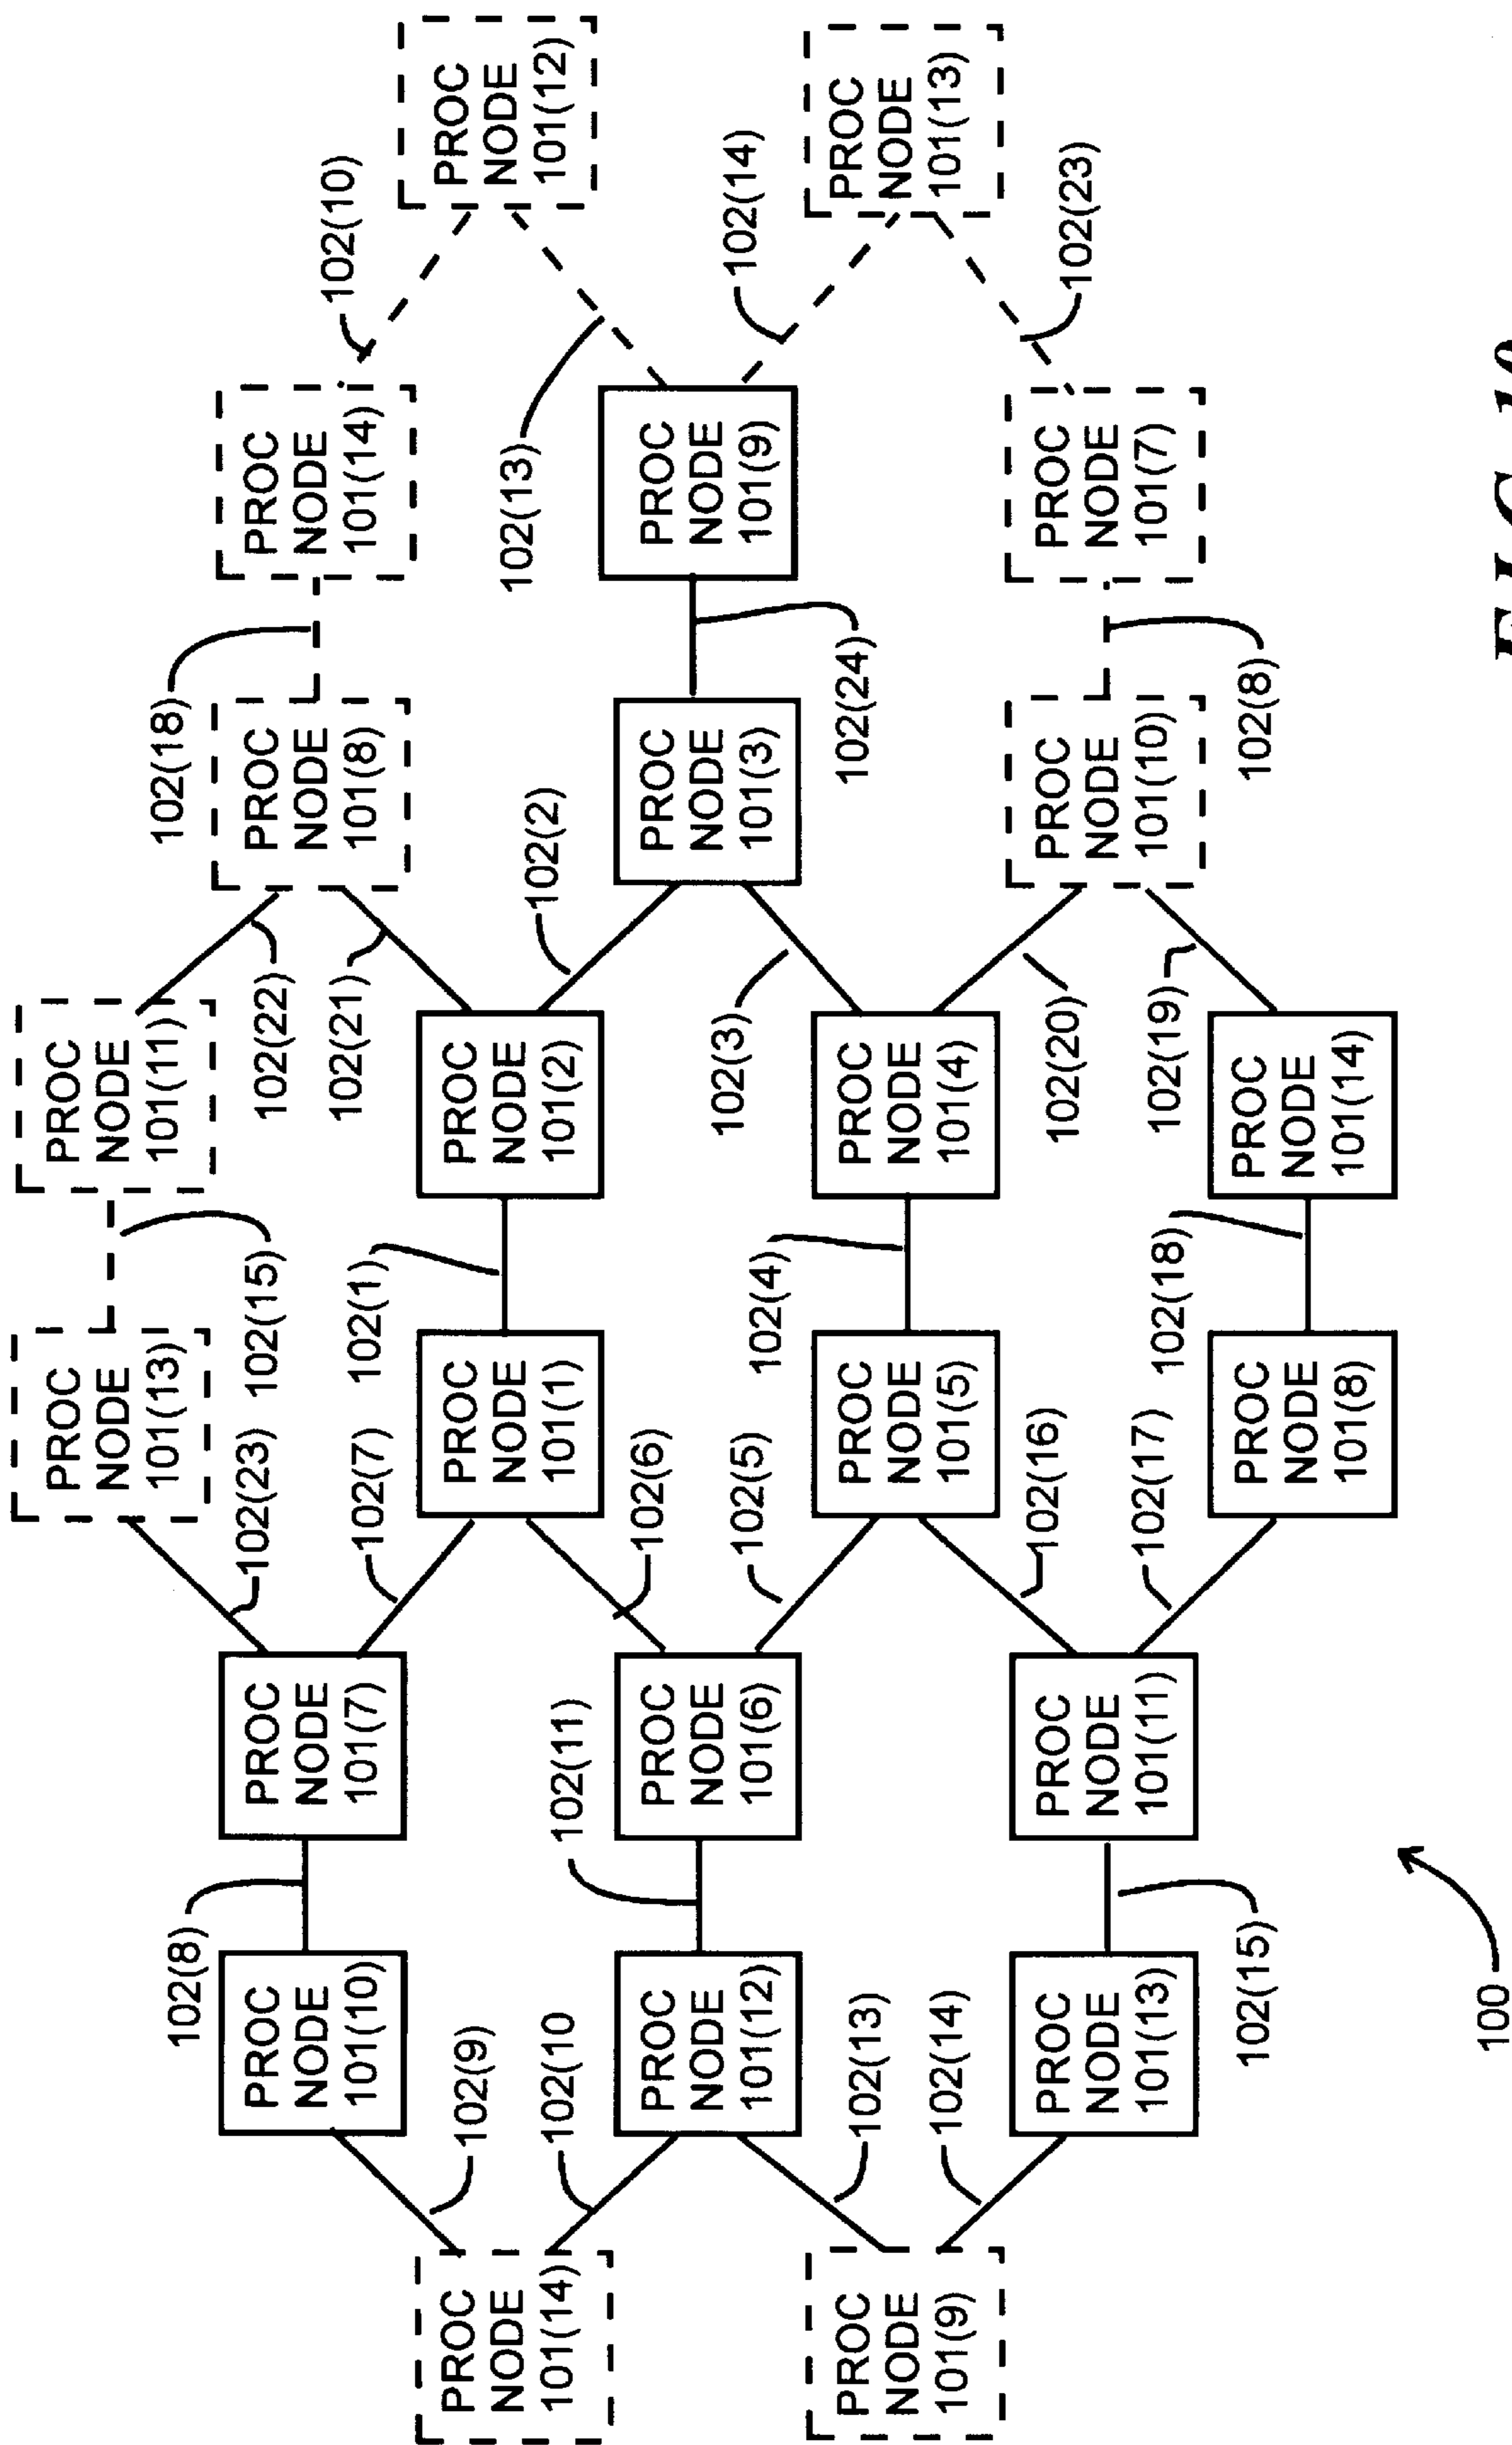 PROC
NODE
101(13)
PROC
NODE
101(11)
102(8)
102(18)
PROC
NODE
101(10)
PROC
NODE
101(7)
102(23)
102(15)
102(22)
PROC
NODE
101(8)
PROC
NODE
101(14)
102(9)
102(7)
102(1)
102(21)
102(10)
PROC
NODE
101(14)
102(10
102(11)
PROC
NODE
101(1)
PROC
NODE
101(2)
102(2)
102(13)
PROC
NODE
101(12)
PROC
NODE
101(12)
PROC
NODE
101(6)
102(6)
PROC
NODE
101(3)
PROC
NODE
101(9)
102(5)
102(4)
102(3)
102(14)
PROC
NODE
101(9)
102(13)
102(14)
PROC
NODE
101(5)
PROC
NODE
101(4)
102(24)
PROC
NODE
101(13)
PROC
NODE
101(13)
PROC
NODE
101(11)
102(16)
102(20)
PROC
NODE
101(10)
PROC
NODE
101(7)
102(23)
102(17)
102(18)
102(19)
102(15)
PROC
NODE
101(8)
PROC
NODE
101(14)
102(8)
100